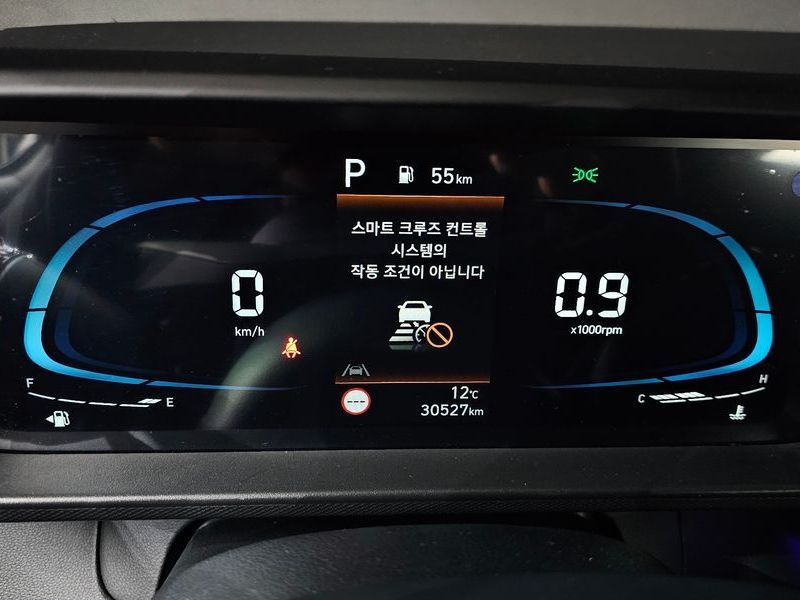 P 55km
스마트 크루즈 컨트롤
시스템의
작동 조건이 아닙니다
0
km/h
0.9
x1000rpm
F E
C H
---
12℃
30527km